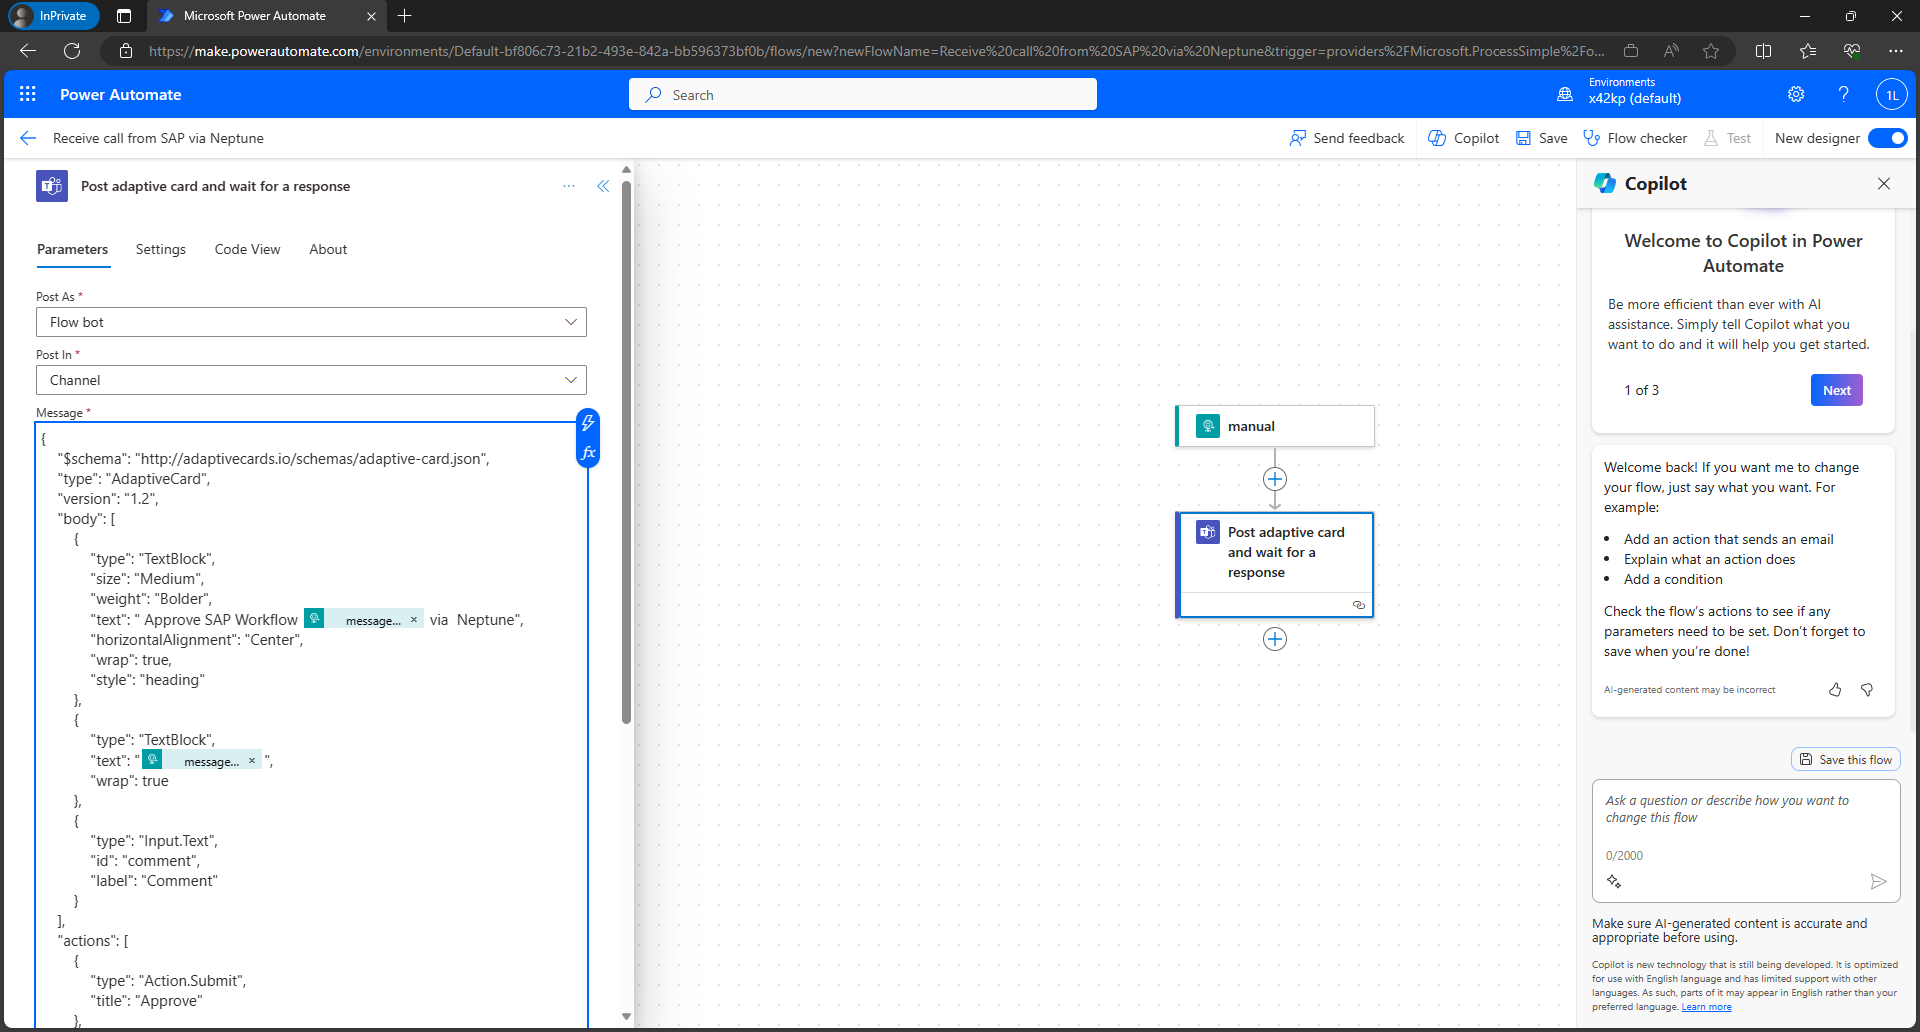 InPrivate
Microsoft Power Automate
https://make.powerautomate.com/environments/Default-bf806c73-21b2-493e-842a-bb596373bf0b/flows/new?newFlowName=Receive%20call%20from%20SAP%20via%20Neptune&trigger=providers%2FMicrosoft.ProcessSimple%2Fo...
Power Automate
Search
Environments
x42kp (default)
1L
Receive call from SAP via Neptune
Send feedback
Copilot
Save
Flow checker
Test
New designer
Post adaptive card and wait for a response
Parameters
Settings
Code View
About
Post As *
Flow bot
Post In *
Channel
Message *
fx
{
"$schema": "http://adaptivecards.io/schemas/adaptive-card.json",
"type": "AdaptiveCard",
"version": "1.2",
"body": [
{
"type": "TextBlock",
"size": "Medium",
"weight": "Bolder",
"text": " Approve SAP Workflow message... × via Neptune",
"horizontalAlignment": "Center",
"wrap": true,
"style": "heading"
},
{
"type": "TextBlock",
"text": " message... × ",
"wrap": true
},
{
"type": "Input.Text",
"id": "comment",
"label": "Comment"
}
],
"actions": [
{
"type": "Action.Submit",
"title": "Approve"
},
manual
Post adaptive card
and wait for a
response
Copilot
Welcome to Copilot in Power
Automate
Be more efficient than ever with AI
assistance. Simply tell Copilot what you
want to do and it will help you get started.
1 of 3
Next
Welcome back! If you want me to change
your flow, just say what you want. For
example:
• Add an action that sends an email
• Explain what an action does
• Add a condition
Check the flow's actions to see if any
parameters need to be set. Don't forget to
save when you're done!
AI-generated content may be incorrect
Save this flow
Ask a question or describe how you want to
change this flow
0/2000
Make sure AI-generated content is accurate and
appropriate before using.
Copilot is new technology that is still being developed. It is optimized
for use with English language and has limited support with other
languages. As such, parts of it may appear in English rather than your
preferred language. Learn more